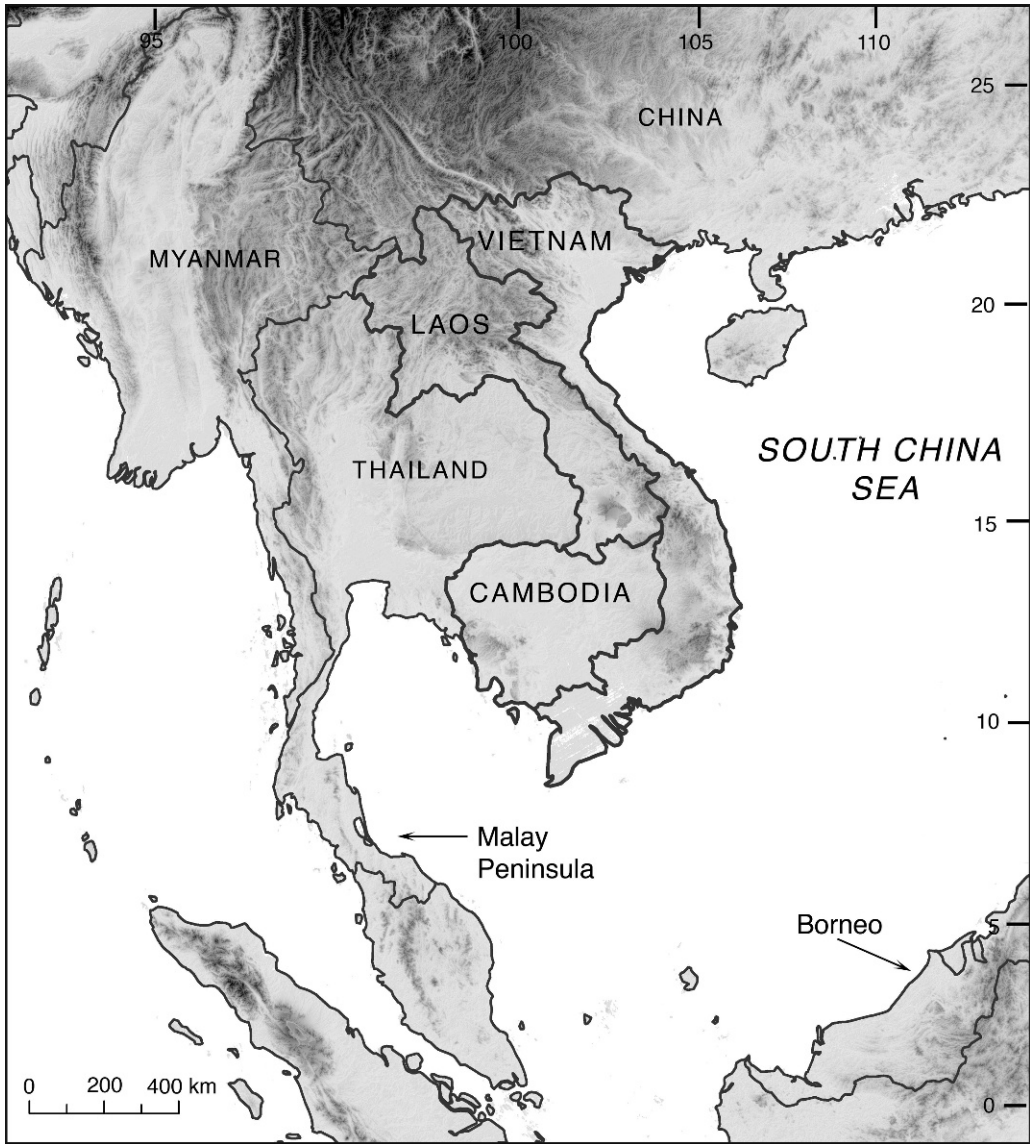 95 100 105 110
25
CHINA
VIETNAM
MYANMAR
20
LAOS
SOUTH CHINA
SEA
THAILAND
15
CAMBODIA
10
Malay
Peninsula
5
Borneo
0 200 400 km
0